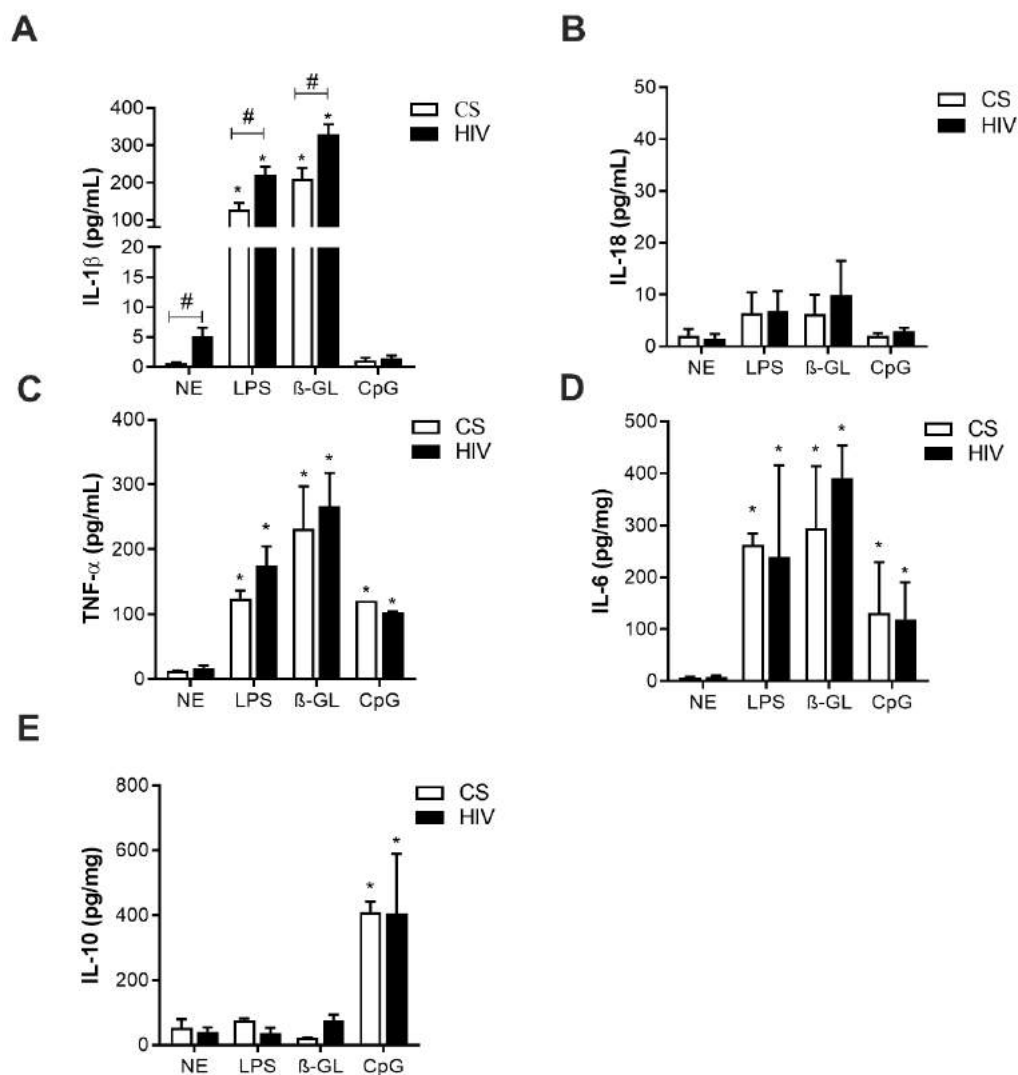 A
IL-1β (pg/mL)
400
300
200
100
20
15
10
5
0
#
#
#
*
*
*
*
NE LPS ß-GL CpG
CS
HIV
B
IL-18 (pg/mL)
50
40
30
20
10
0
NE LPS ß-GL CpG
CS
HIV
C
TNF-α (pg/mL)
400
300
200
100
0
*
*
*
*
*
*
NE LPS ß-GL CpG
CS
HIV
D
IL-6 (pg/mg)
500
400
300
200
100
0
*
*
*
*
*
*
NE LPS ß-GL CpG
CS
HIV
E
IL-10 (pg/mg)
800
600
400
200
0
*
*
NE LPS ß-GL CpG
CS
HIV